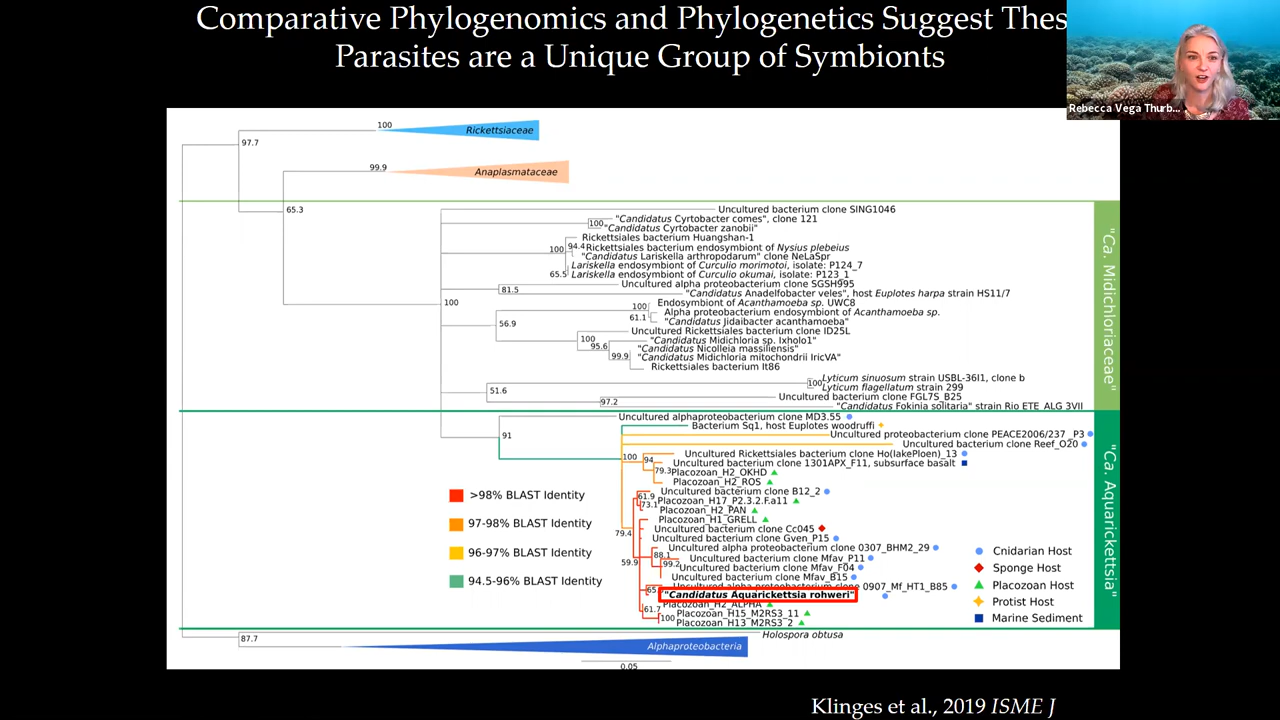 Comparative Phylogenomics and Phylogenetics Suggest Thes
Parasites are a Unique Group of Symbionts
Rebecca Vega Thurb...
100
Rickettsiaceae
97.7
99.9
Anaplasmataceae
65.3
Uncultured bacterium clone SING1046
"Candidatus Cyrtobacter comes", clone 121
100
"Candidatus Cyrtobacter zanobii"
Rickettsiales bacterium Huangshan-1
100
94.4
Rickettsiales bacterium endosymbiont of Nysius plebeius
"Candidatus Lariskella arthropodarum" clone NeLaSpr
Lariskella endosymbiont of Curculio morimotoi, isolate: P124_7
65.5
Lariskella endosymbiont of Curculio okumai, isolate: P123_1
Uncultured alpha proteobacterium clone SGSH995
81.5
"Candidatus Anadelfobacter veles", host Euplotes harpa strain HS11/7
100
100
Endosymbiont of Acanthamoeba sp. UWC8
Alpha proteobacterium endosymbiont of Acanthamoeba sp.
61.1
"Candidatus Jidaibacter acanthamoeba"
56.9
Uncultured Rickettsiales bacterium clone ID25L
100
"Candidatus Midichloria sp. Ixholo1"
95.6
"Candidatus Nicolleia massiliensis"
99.9
"Candidatus Midichloria mitochondrii IricVA"
Rickettsiales bacterium It86
"Ca. Midichloriaceae"
100
Lyticum sinuosum strain USBL-36I1, clone b
Lyticum flagellatum strain 299
51.6
Uncultured bacterium clone FGL7S_B25
97.2
"Candidatus Fokinia solitaria" strain Rio ETE_ALG 3VII
Uncultured alphaproteobacterium clone MD3.55
Bacterium Sq1, host Euplotes woodruffi
91
Uncultured proteobacterium clone PEACE2006/237_P3
Uncultured bacterium clone Reef_O20
100
94
Uncultured Rickettsiales bacterium clone Ho(lakePloen)_13
Uncultured bacterium clone 1301APX_F11, subsurface basalt
79.3
Placozoan_H2_OKHD
Placozoan_H2_ROS
61.9
Uncultured bacterium clone B12_2
73.1
Placozoan_H17_P2.3.2.F.a11
Placozoan_H2_PAN
Placozoan_H1_GRELL
79.4
Uncultured bacterium clone Cc045
Uncultured bacterium clone Gven_P15
Uncultured alpha proteobacterium clone 0307_BHM2_29
88.1
59.9
99.2
Uncultured bacterium clone Mfav_P11
Uncultured bacterium clone Mfav_F04
Uncultured bacterium clone Mfav_B15
Uncultured alpha proteobacterium clone 0907_Mf_HT1_B85
"Candidatus Aquarickettsia rohweri"
Placozoan_H2_ALPHA
61.7
Placozoan_H15_M2RS3_11
100
Placozoan_H13_M2RS3_2
"Ca. Aquarickettsia"
>98% BLAST Identity
97-98% BLAST Identity
96-97% BLAST Identity
94.5-96% BLAST Identity
Cnidarian Host
Sponge Host
Placozoan Host
Protist Host
Marine Sediment
Holospora obtusa
87.7
Alphaproteobacteria
0.05
Klinges et al., 2019 ISME J